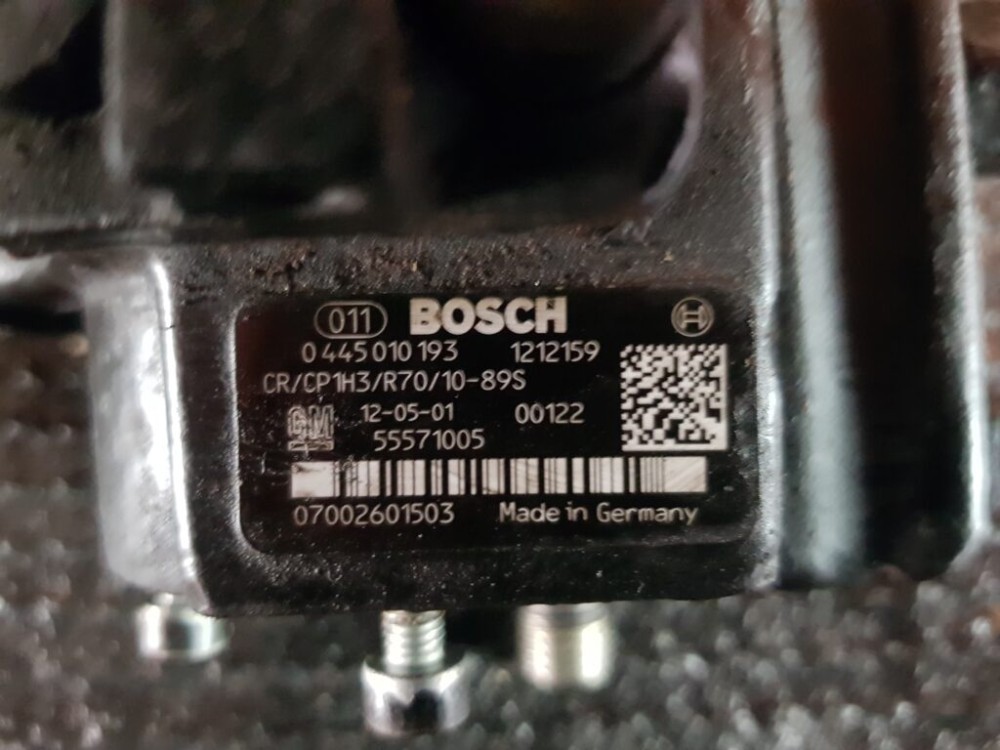 011 BOSCH
0 445 010 193 1212159
CR/CP1H3/R70/10-89S
GM 12-05-01 00122
55571005
07002601503 Made in Germany